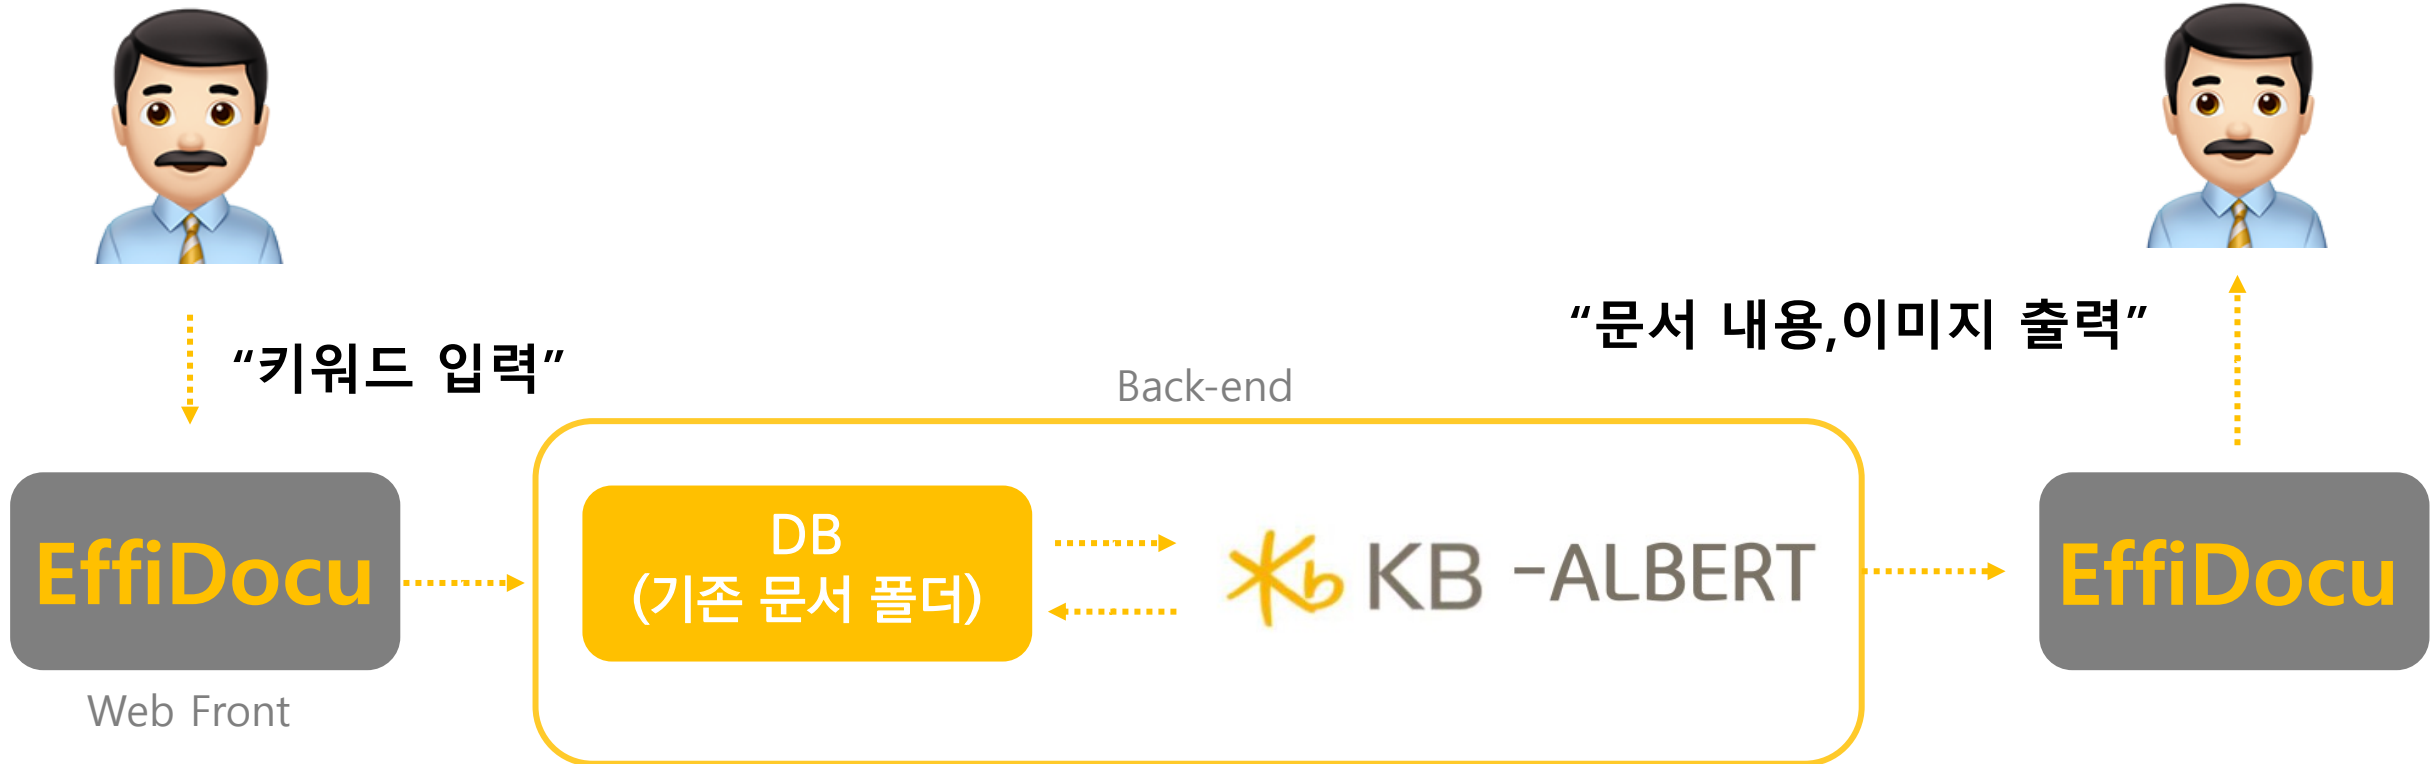 “키워드 입력”
“문서 내용,이미지 출력”
Back-end
EffiDocu
DB
(기존 문서 폴더)
KB -ALBERT
EffiDocu
Web Front